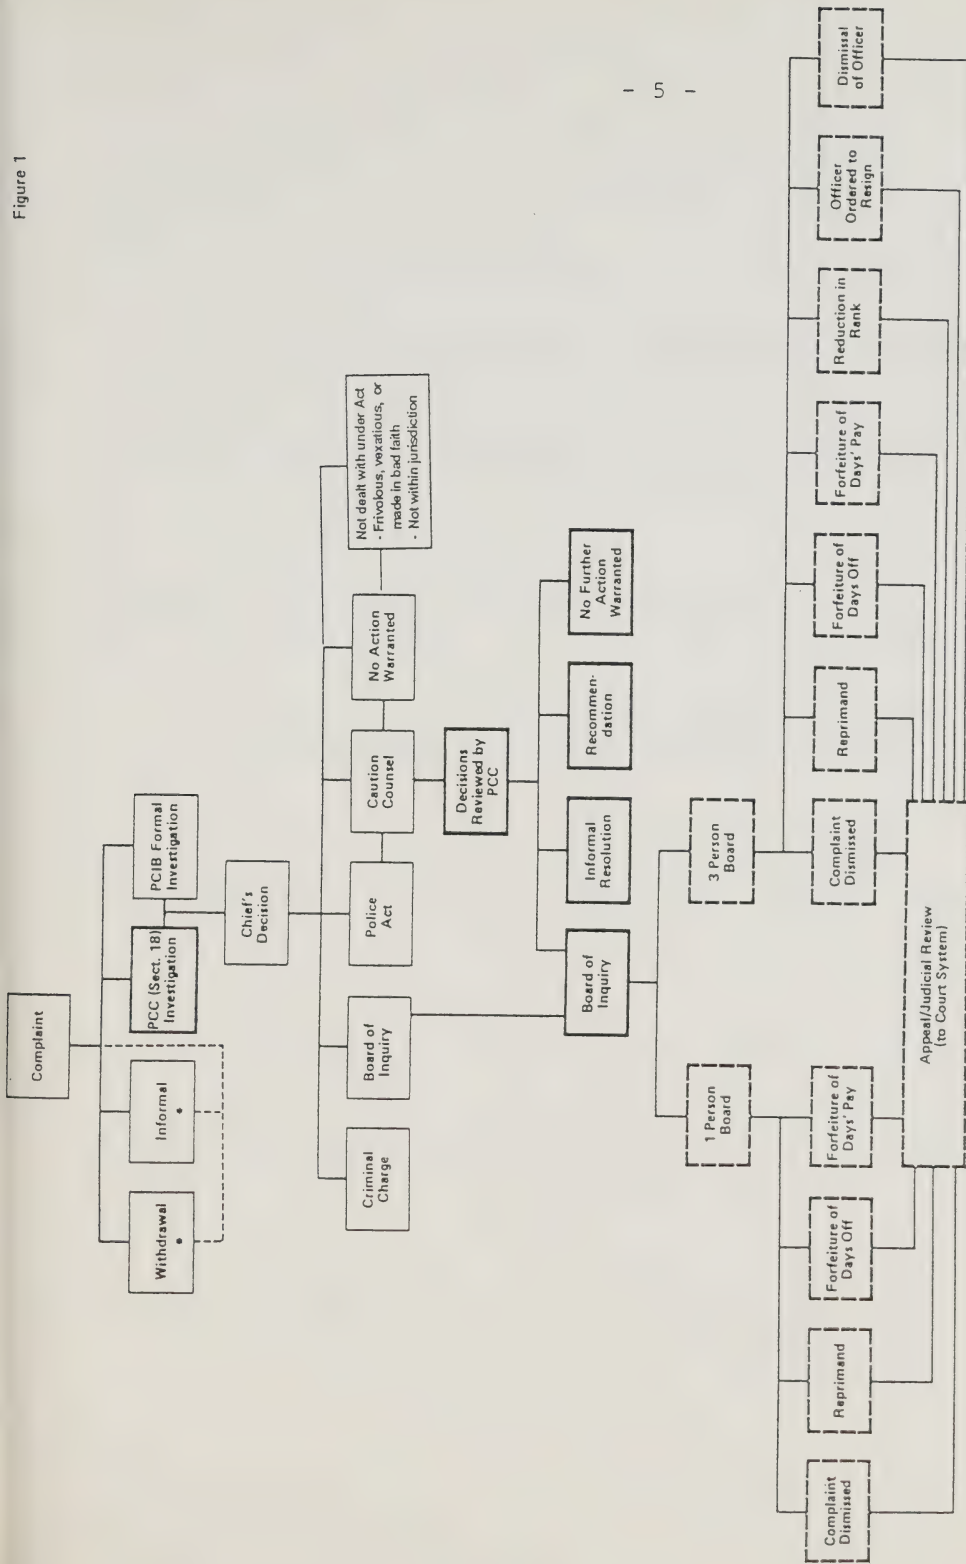 Figure 1
- 5 -
Complaint
Withdrawal
•
Informal
•
PCC (Sect. 18)
Investigation
PCIB Formal
Investigation
Chief's
Decision
Criminal
Charge
Board of
Inquiry
Police
Act
Caution
Counsel
No Action
Warranted
Not dealt with under Act
- Frivolous, vexatious, or
made in bad faith
- Not within jurisdiction
Decisions
Reviewed by
PCC
Board of
Inquiry
Informal
Resolution
Recommen-
dation
No Further
Action
Warranted
1 Person
Board
3 Person
Board
Complaint
Dismissed
Reprimand
Forfeiture of
Days Off
Forfeiture of
Days' Pay
Complaint
Dismissed
Reprimand
Forfeiture of
Days Off
Forfeiture of
Days' Pay
Reduction in
Rank
Officer
Ordered to
Resign
Dismissal
of Officer
Appeal/Judicial Review
(to Court System)